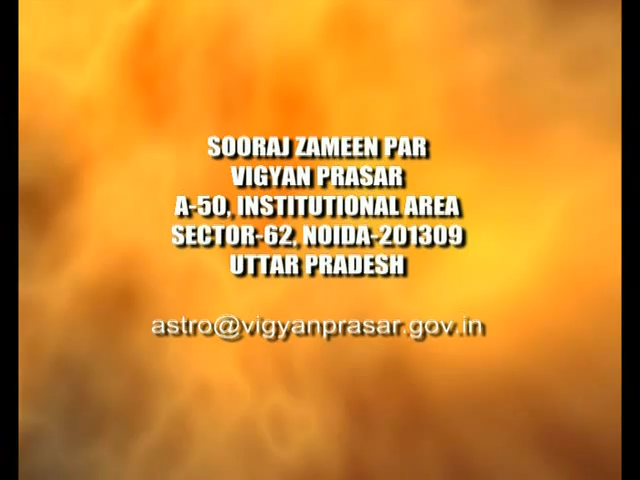 SOORAJ ZAMEEN PAR
VIGYAN PRASAR
A-50, INSTITUTIONAL AREA
SECTOR-62, NOIDA-201309
UTTAR PRADESH
astro@vigyanprasar.gov.in